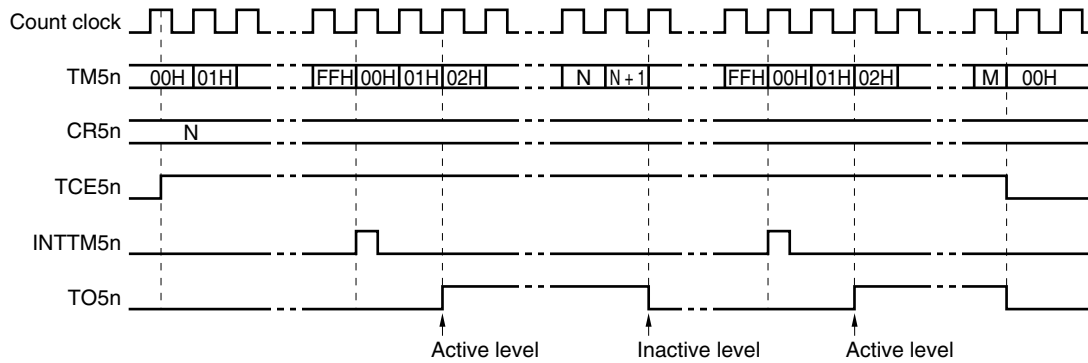 Count clock
TM5n 00H 01H FFH 00H 01H 02H N N + 1 FFH 00H 01H 02H M 00H
CR5n N
TCE5n
INTTM5n
TO5n
Active level Inactive level Active level